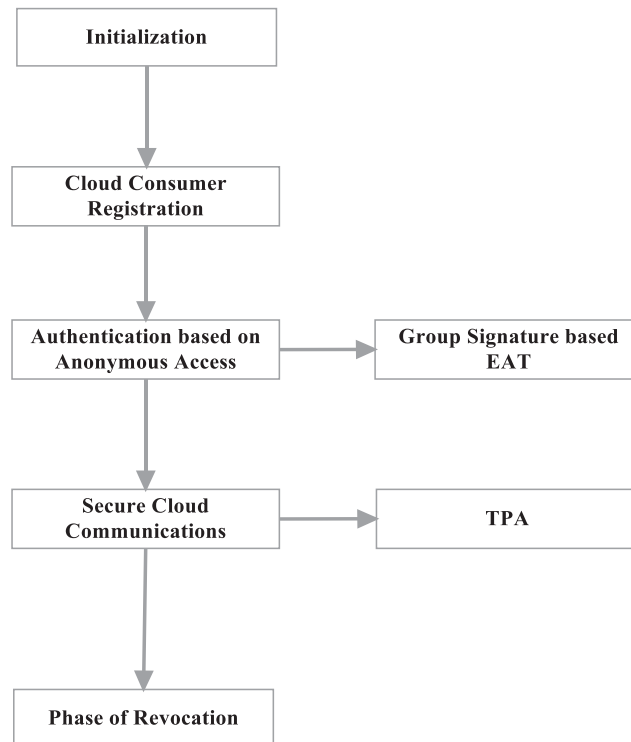 Initialization
Cloud Consumer
Registration
Authentication based on
Anonymous Access
Group Signature based
EAT
Secure Cloud
Communications
TPA
Phase of Revocation